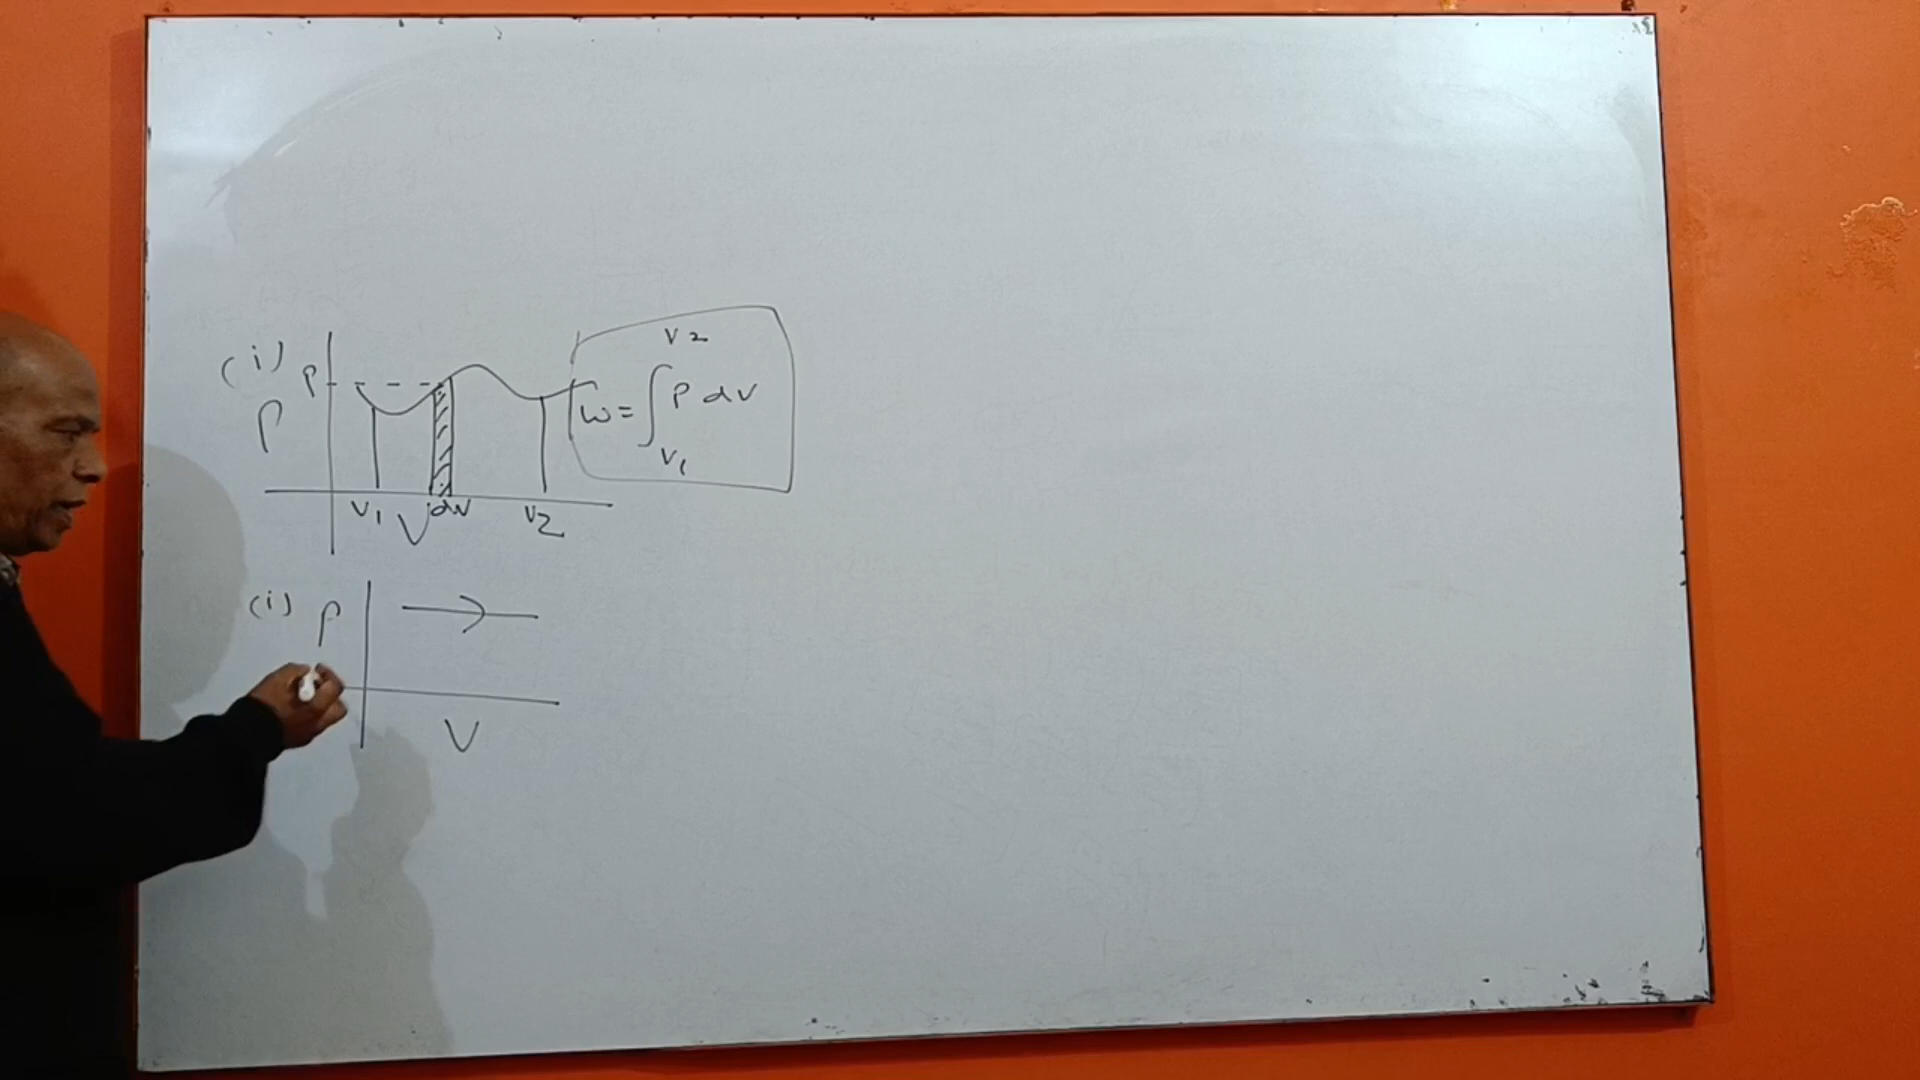 (i) P
P
V2
W = ∫ P dV
V1
V1 V dV V2
(i) P
V